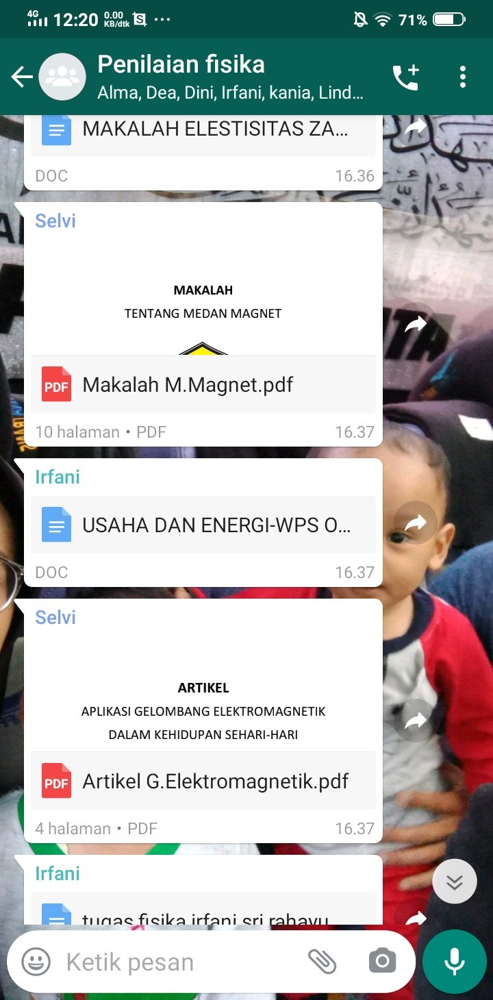 4G 12:20 0.00 KB/dtk S ... 71%
Penilaian fisika
Alma, Dea, Dini, Irfani, kania, Lind...
MAKALAH ELESTISITAS ZA...
DOC 16.36
Selvi
MAKALAH
TENTANG MEDAN MAGNET
PDF Makalah M.Magnet.pdf
10 halaman • PDF 16.37
Irfani
USAHA DAN ENERGI-WPS O...
DOC 16.37
Selvi
ARTIKEL
APLIKASI GELOMBANG ELEKTROMAGNETIK
DALAM KEHIDUPAN SEHARI-HARI
PDF Artikel G.Elektromagnetik.pdf
4 halaman • PDF 16.37
Irfani
tugas fisika irfani sri rahayu
Ketik pesan